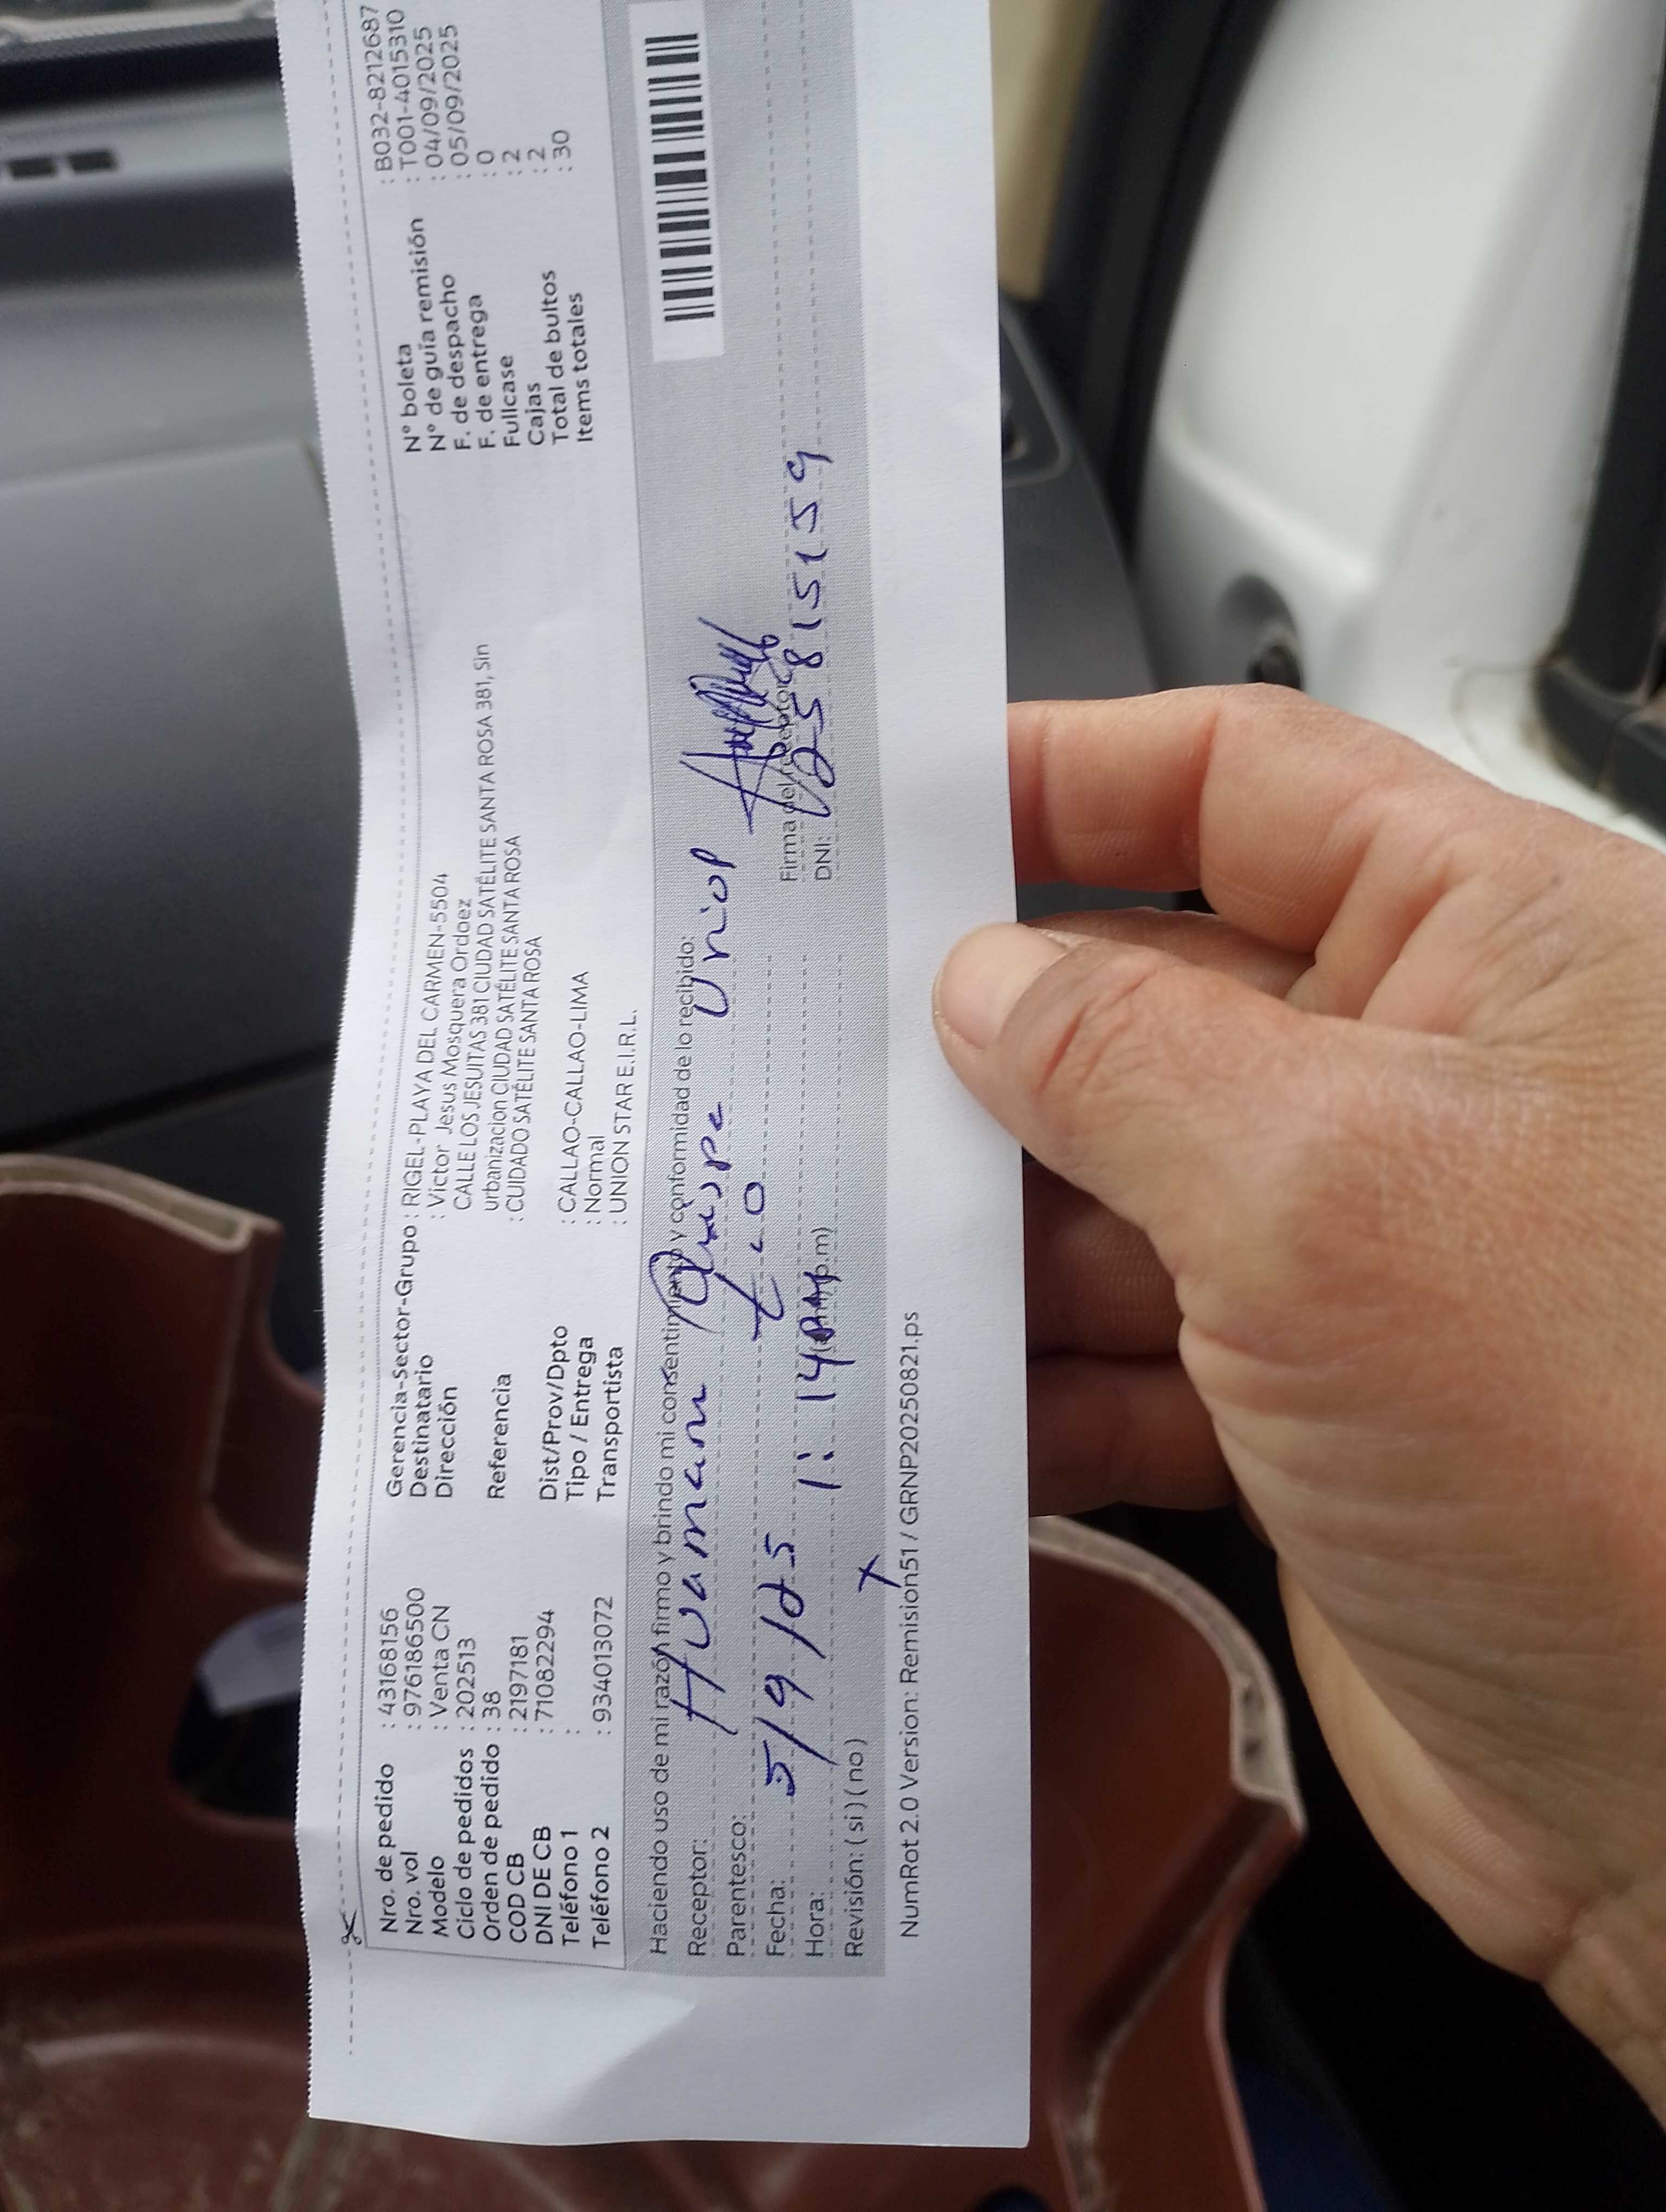 Nro. de pedido : 43168156
Nro. vol : 976186500
Modelo : Venta CN
Ciclo de pedidos : 202513
Orden de pedido : 38
COD CB : 2197181
DNI DE CB : 71082294
Teléfono 1 :
Teléfono 2 : 934013072
Gerencia-Sector-Grupo : RIGEL-PLAYA DEL CARMEN-5504
Destinatario : Victor Jesus Mosquera Ordoez
Dirección CALLE LOS JESUITAS 381 CIUDAD SATÉLITE SANTA ROSA 381, Sin
urbanizacion CIUDAD SATÉLITE SANTA ROSA
Referencia : CUIDADO SATÉLITE SANTA ROSA
Dist/Prov/Dpto : CALLAO-CALLAO-LIMA
Tipo / Entrega : Normal
Transportista : UNION STAR E.I.R.L.
N° boleta : B032-8212687
N° de guía remisión : T001-4015310
F. de despacho : 04/09/2025
F. de entrega : 05/09/2025
Fullcase : 0
Cajas : 2
Total de bultos : 2
Items totales : 30
Haciendo uso de mi razón firmo y brindo mi consentimiento y conformidad de lo recibido:
Receptor: Huamann Quispe
Parentesco:
Fecha: 5/9/25
Hora: 1:14 PM
Revisión: ( si ) ( no ) x
Firma del receptor
DNI: 25815159
NumRot 2.0 Version: Remision51 / GRNP20250821.ps